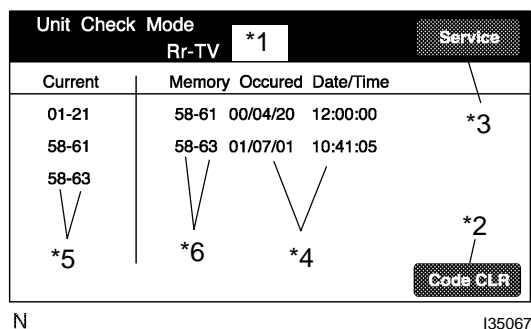 Unit Check Mode
Rr-TV *1 Service
Current Memory Occured Date/Time
01-21 58-61 00/04/20 12:00:00
58-61 58-63 01/07/01 10:41:05
58-63
*3
*5 *6 *4 *2
Code CLR
N I35067